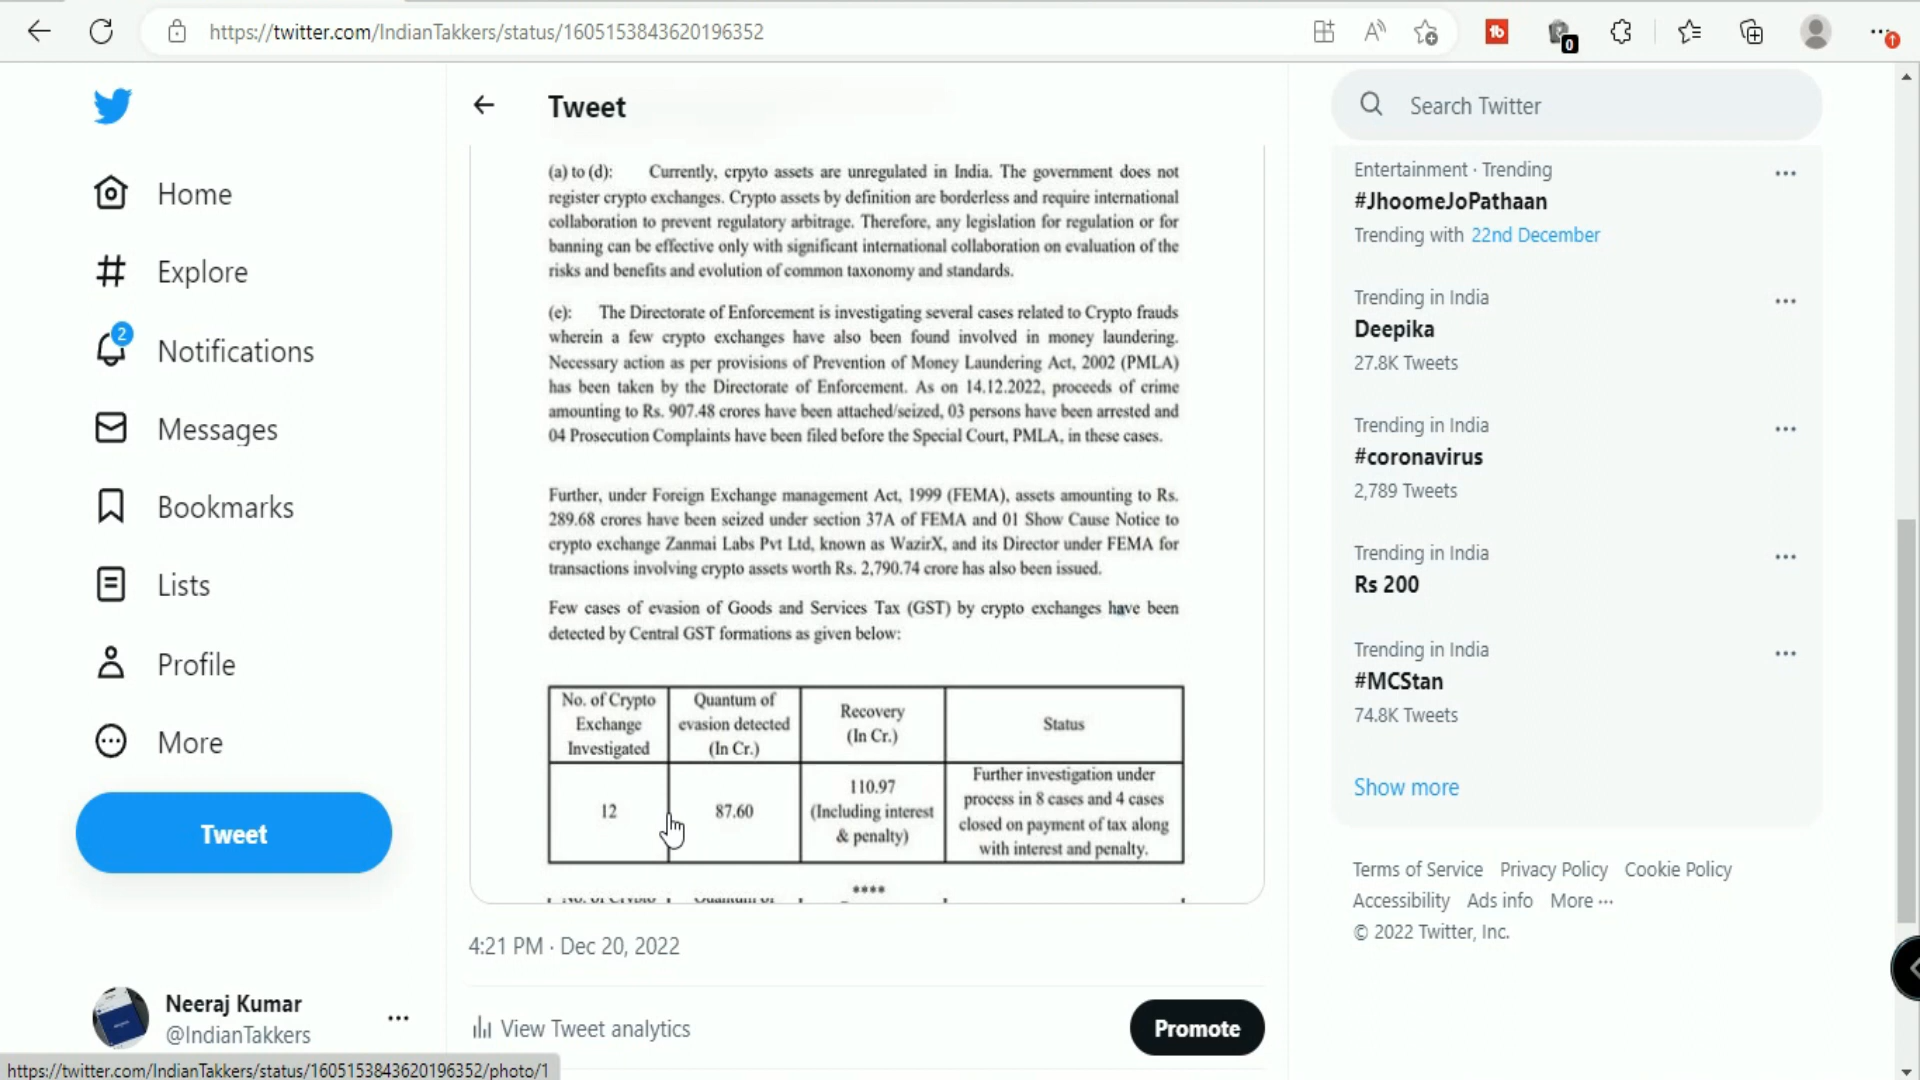 https://twitter.com/IndianTakkers/status/1605153843620196352
0
Home
Explore
2
Notifications
Messages
Bookmarks
Lists
Profile
More
Tweet
Neeraj Kumar
@IndianTakkers
https://twitter.com/IndianTakkers/status/1605153843620196352/photo/1
Tweet
(a) to (d): Currently, crpyto assets are unregulated in India. The government does not
register crypto exchanges. Crypto assets by definition are borderless and require international
collaboration to prevent regulatory arbitrage. Therefore, any legislation for regulation or for
banning can be effective only with significant international collaboration on evaluation of the
risks and benefits and evolution of common taxonomy and standards.
(e): The Directorate of Enforcement is investigating several cases related to Crypto frauds
wherein a few crypto exchanges have also been found involved in money laundering.
Necessary action as per provisions of Prevention of Money Laundering Act, 2002 (PMLA)
has been taken by the Directorate of Enforcement. As on 14.12.2022, proceeds of crime
amounting to Rs. 907.48 crores have been attached/seized, 03 persons have been arrested and
04 Prosecution Complaints have been filed before the Special Court, PMLA, in these cases.
Further, under Foreign Exchange management Act, 1999 (FEMA), assets amounting to Rs.
289.68 crores have been seized under section 37A of FEMA and 01 Show Cause Notice to
crypto exchange Zanmai Labs Pvt Ltd, known as WazirX, and its Director under FEMA for
transactions involving crypto assets worth Rs. 2,790.74 crore has also been issued.
Few cases of evasion of Goods and Services Tax (GST) by crypto exchanges have been
detected by Central GST formations as given below:
No. of Crypto
Exchange
Investigated
Quantum of
evasion detected
(In Cr.)
Recovery
(In Cr.)
Status
12
87.60
110.97
(Including interest
& penalty)
Further investigation under
process in 8 cases and 4 cases
closed on payment of tax along
with interest and penalty.
****
No. of Crypto
Quantum of
4:21 PM · Dec 20, 2022
View Tweet analytics
Promote
Search Twitter
Entertainment · Trending
#JhoomeJoPathaan
Trending with 22nd December
Trending in India
Deepika
27.8K Tweets
Trending in India
#coronavirus
2,789 Tweets
Trending in India
Rs 200
Trending in India
#MCStan
74.8K Tweets
Show more
Terms of Service Privacy Policy Cookie Policy
Accessibility Ads info More ···
© 2022 Twitter, Inc.